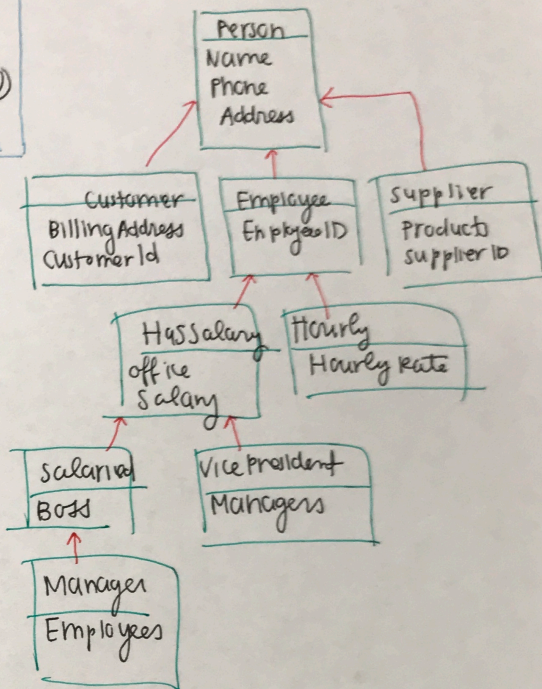 Person
Name
Phone
Address
Customer
Billing Address
Customer Id
Employee
EmployeeID
Supplier
Products
Supplier ID
HasSalary
office
Salary
Hourly
Hourly Rate
Salaried
Boss
Vice President
Managers
Manager
Employees